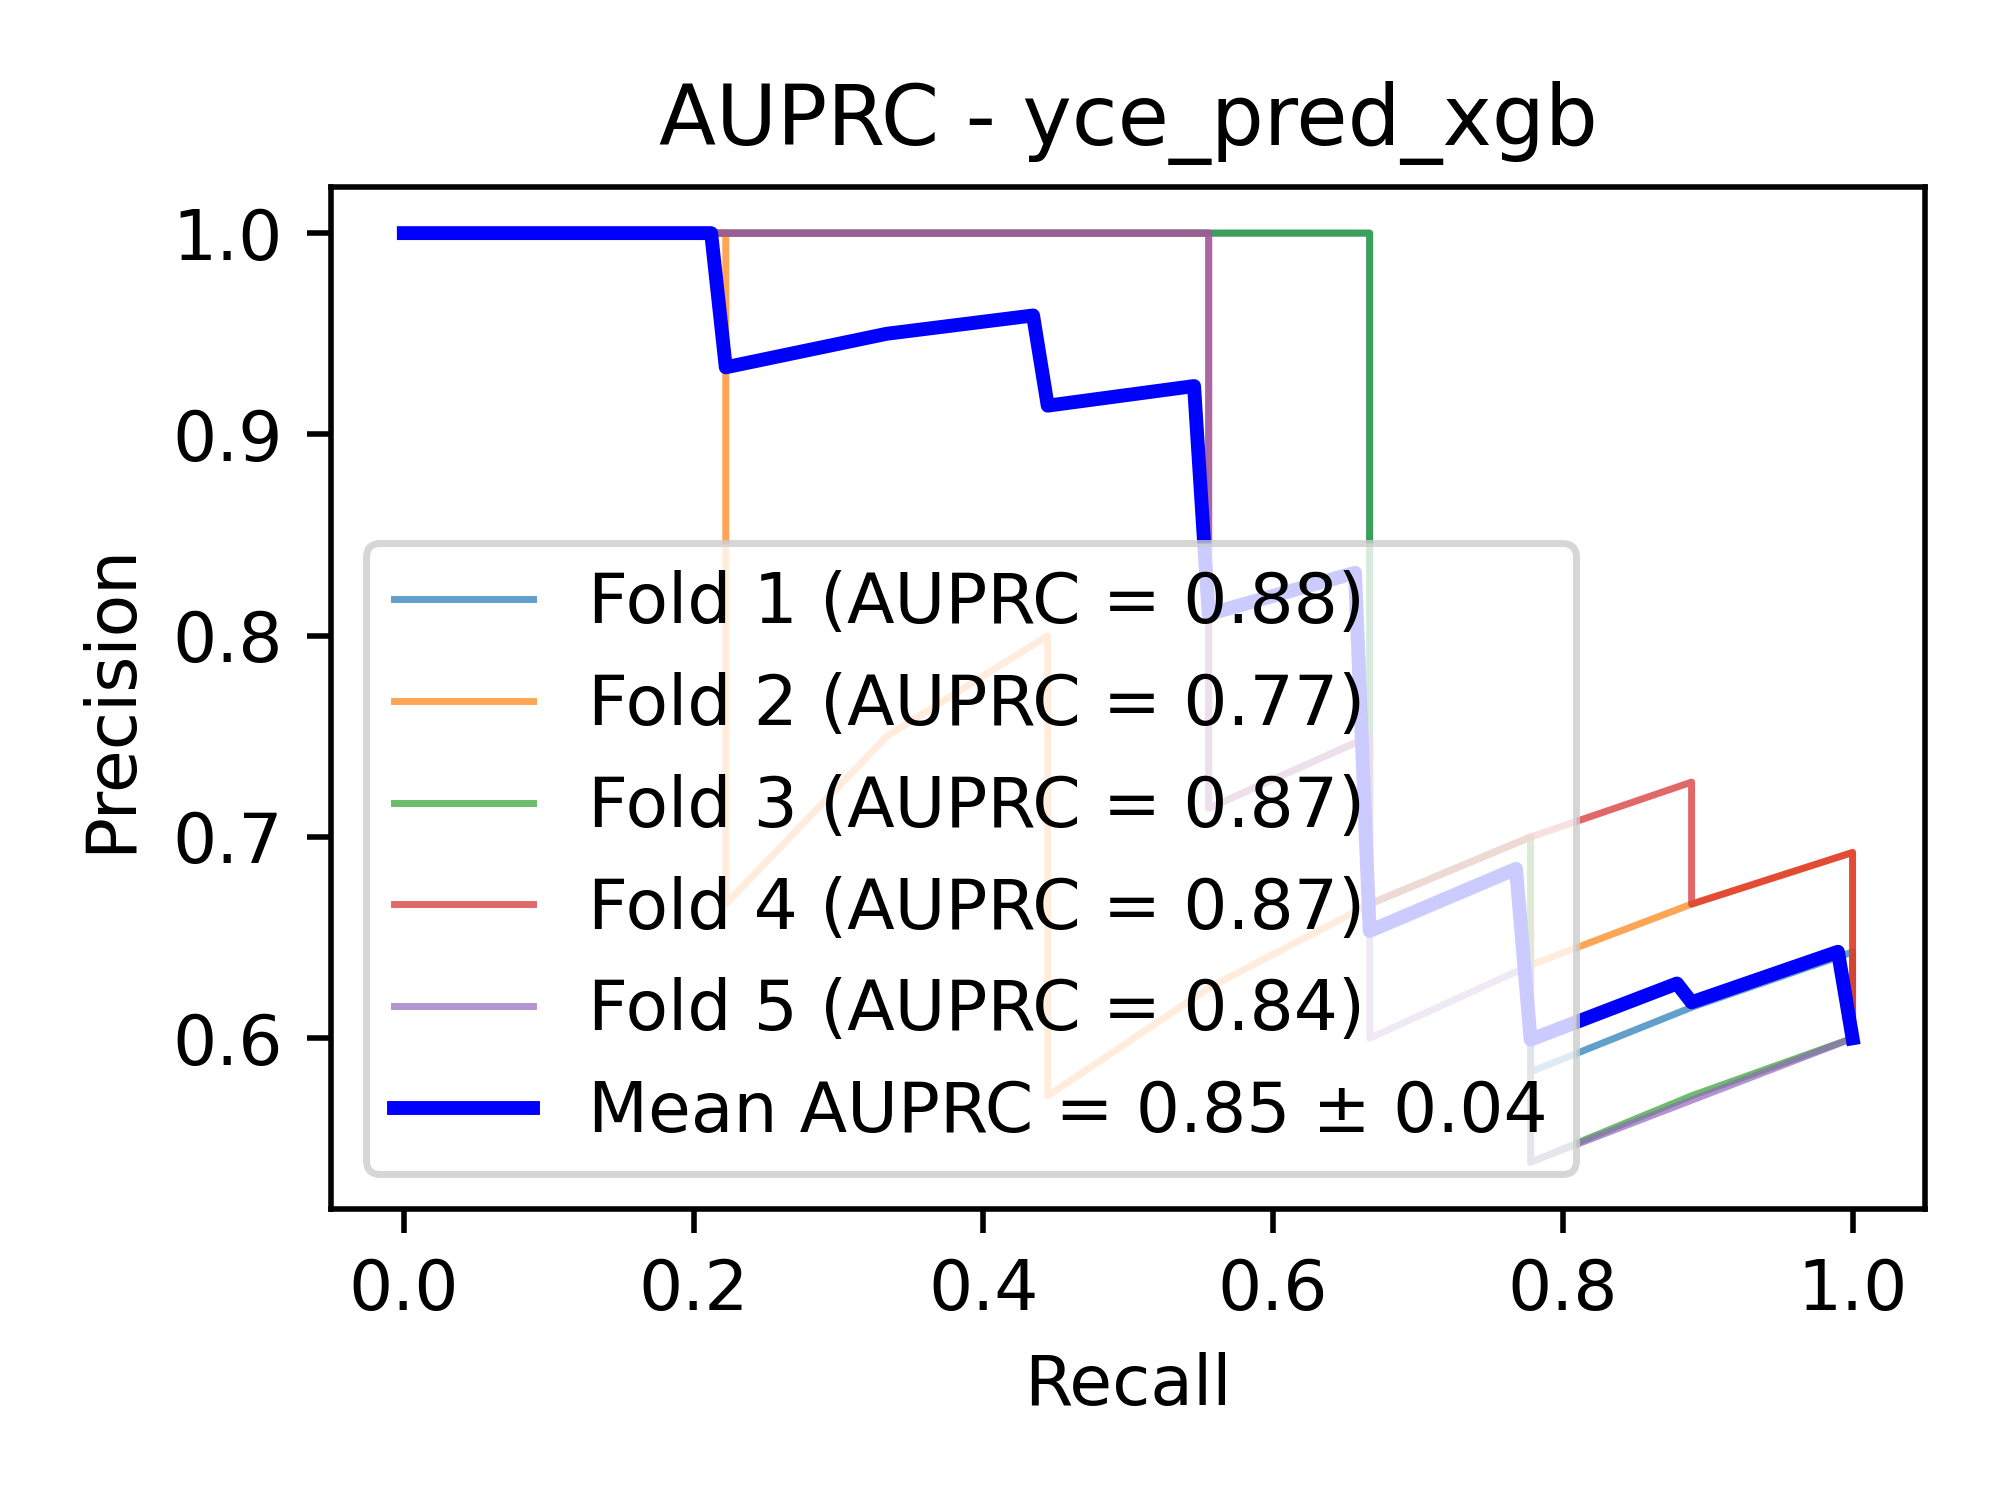 AUPRC - yce_pred_xgb
1.0
0.9
0.8
0.7
0.6
Precision
Fold 1 (AUPRC = 0.88)
Fold 2 (AUPRC = 0.77)
Fold 3 (AUPRC = 0.87)
Fold 4 (AUPRC = 0.87)
Fold 5 (AUPRC = 0.84)
Mean AUPRC = 0.85 ± 0.04
0.0 0.2 0.4 0.6 0.8 1.0
Recall